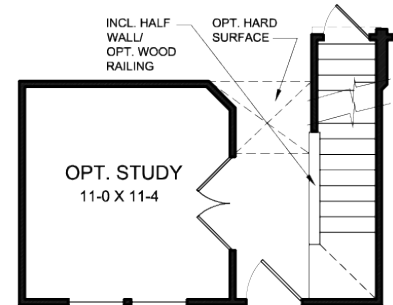 INCL. HALF
WALL/
OPT. WOOD
RAILING
OPT. HARD
SURFACE
OPT. STUDY
11-0 X 11-4